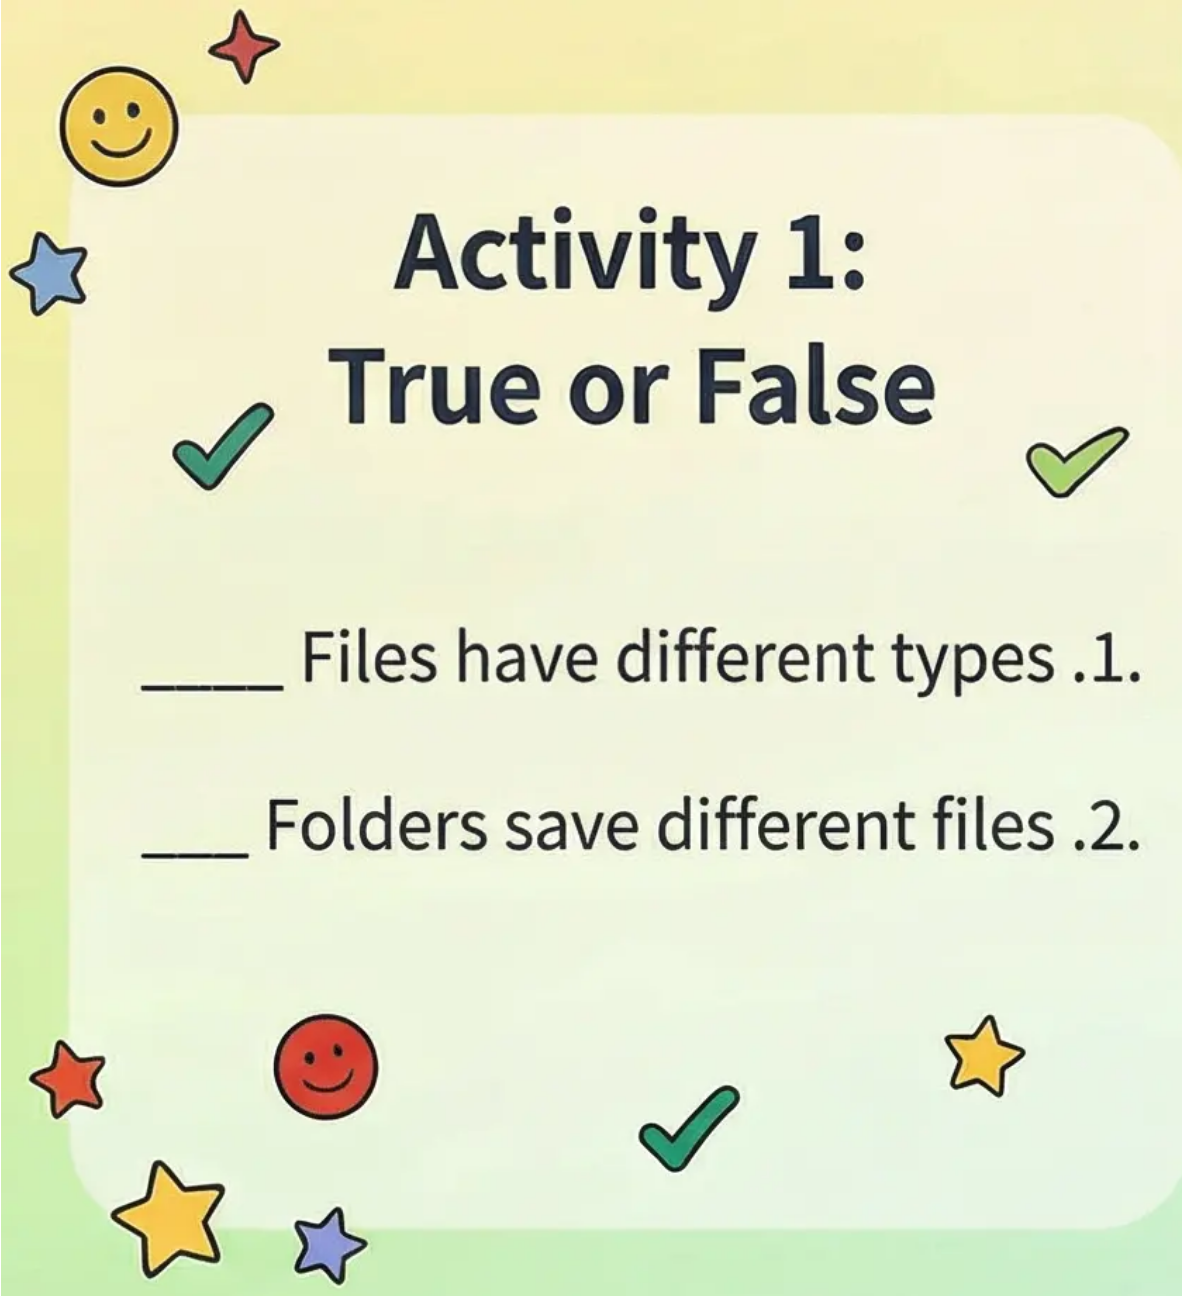 Activity 1:
True or False
____ Files have different types .1.
___ Folders save different files .2.